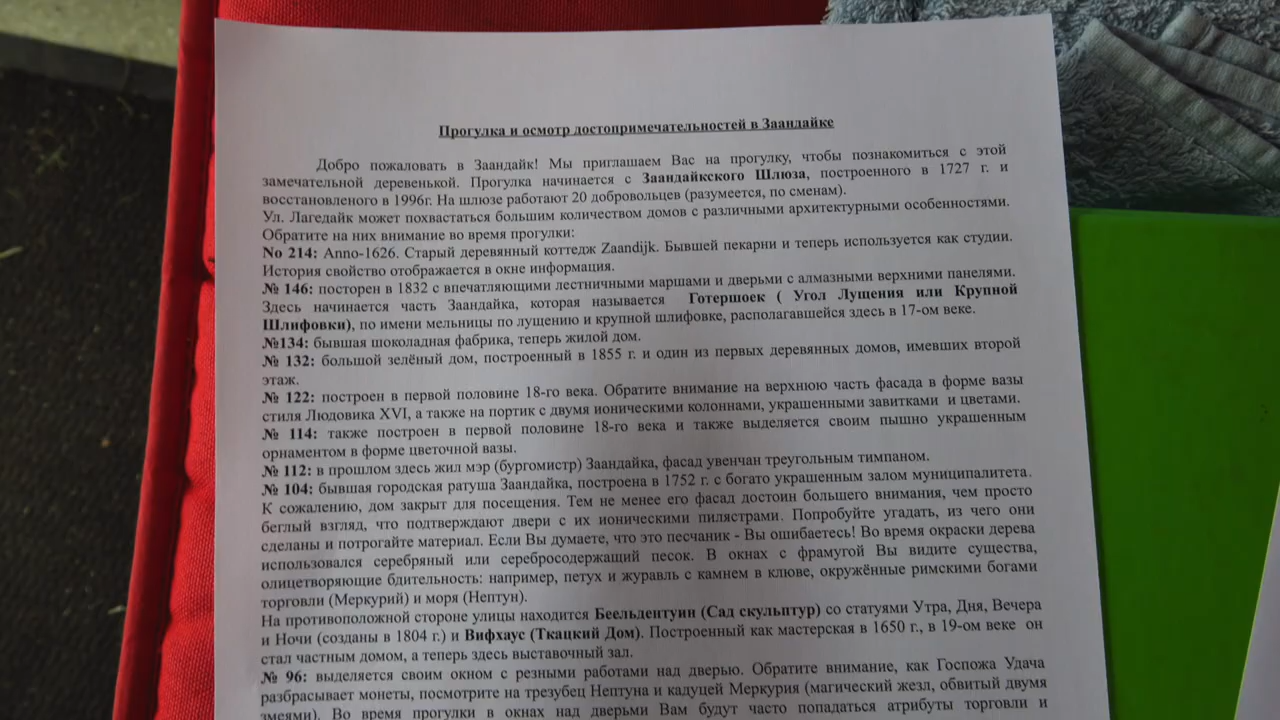 Прогулка и осмотр достопримечательностей в Заандайке
Добро пожаловать в Заандайк! Мы приглашаем Вас на прогулку, чтобы познакомиться с этой
замечательной деревенькой. Прогулка начинается с Заандайкского Шлюза, построенного в 1727 г. и
восстановленого в 1996г. На шлюзе работают 20 добровольцев (разумеется, по сменам).
Ул. Лагедайк может похвастаться большим количеством домов с различными архитектурными особенностями.
Обратите на них внимание во время прогулки:
No 214: Anno-1626. Старый деревянный коттедж Zaandijk. Бывшей пекарни и теперь используется как студии.
История свойство отображается в окне информация.
№ 146: посторен в 1832 с впечатляющими лестничными маршами и дверьми с алмазными верхними панелями.
Здесь начинается часть Заандайка, которая называется Готершоек ( Угол Лущения или Крупной
Шлифовки), по имени мельницы по лущению и крупной шлифовке, располагавшейся здесь в 17-ом веке.
№134: бывшая шоколадная фабрика, теперь жилой дом.
№ 132: большой зелёный дом, построенный в 1855 г. и один из первых деревянных домов, имевших второй
этаж.
№ 122: построен в первой половине 18-го века. Обратите внимание на верхнюю часть фасада в форме вазы
стиля Людовика XVI, а также на портик с двумя ионическими колоннами, украшенными завитками и цветами.
№ 114: также построен в первой половине 18-го века и также выделяется своим пышно украшенным
орнаментом в форме цветочной вазы.
№ 112: в прошлом здесь жил мэр (бургомистр) Заандайка, фасад увенчан треугольным тимпаном.
№ 104: бывшая городская ратуша Заандайка, построена в 1752 г. с богато украшенным залом муниципалитета.
К сожалению, дом закрыт для посещения. Тем не менее его фасад достоин большего внимания, чем просто
беглый взгляд, что подтверждают двери с их ионическими пилястрами. Попробуйте угадать, из чего они
сделаны и потрогайте материал. Если Вы думаете, что это песчаник - Вы ошибаетесь! Во время окраски дерева
использовался серебряный или серебросодержащий песок. В окнах с фрамугой Вы видите существа,
олицетворяющие бдительность: например, петух и журавль с камнем в клюве, окружённые римскими богами
торговли (Меркурий) и моря (Нептун).
На противоположной стороне улицы находится Беельдентуин (Сад скульптур) со статуями Утра, Дня, Вечера
и Ночи (созданы в 1804 г.) и Вифхаус (Ткацкий Дом). Построенный как мастерская в 1650 г., в 19-ом веке он
стал частным домом, а теперь здесь выставочный зал.
№ 96: выделяется своим окном с резными работами над дверью. Обратите внимание, как Госпожа Удача
разбрасывает монеты, посмотрите на трезубец Нептуна и кадуцей Меркурия (магический жезл, обвитый двумя
змеями). Во время прогулки в окнах над дверьми Вам будут часто попадаться атрибуты торговли и